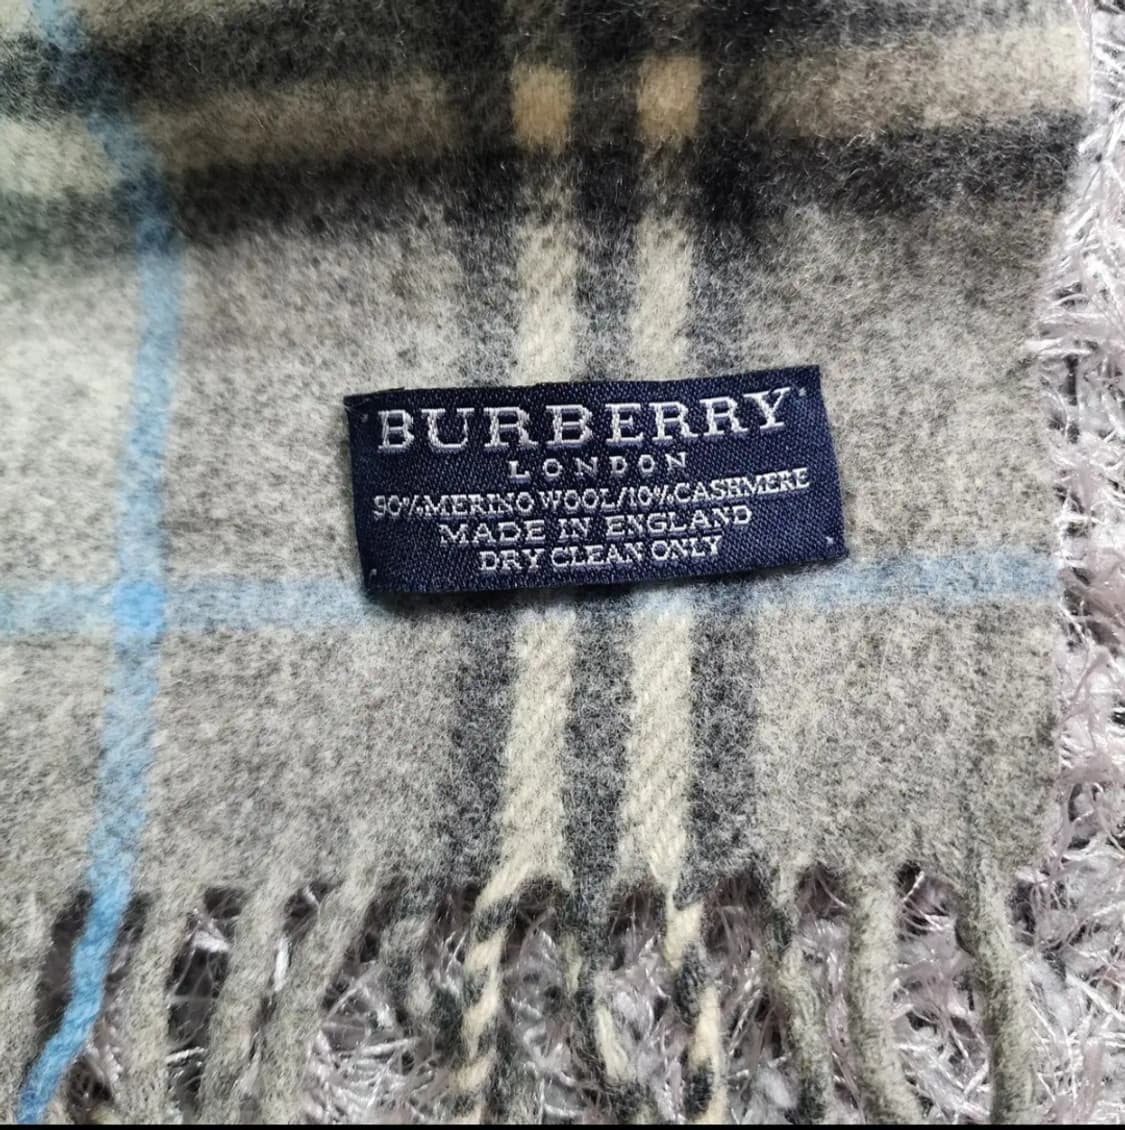 BURBERRY
LONDON
90%MERINO WOOL/10%CASHMERE
MADE IN ENGLAND
DRY CLEAN ONLY